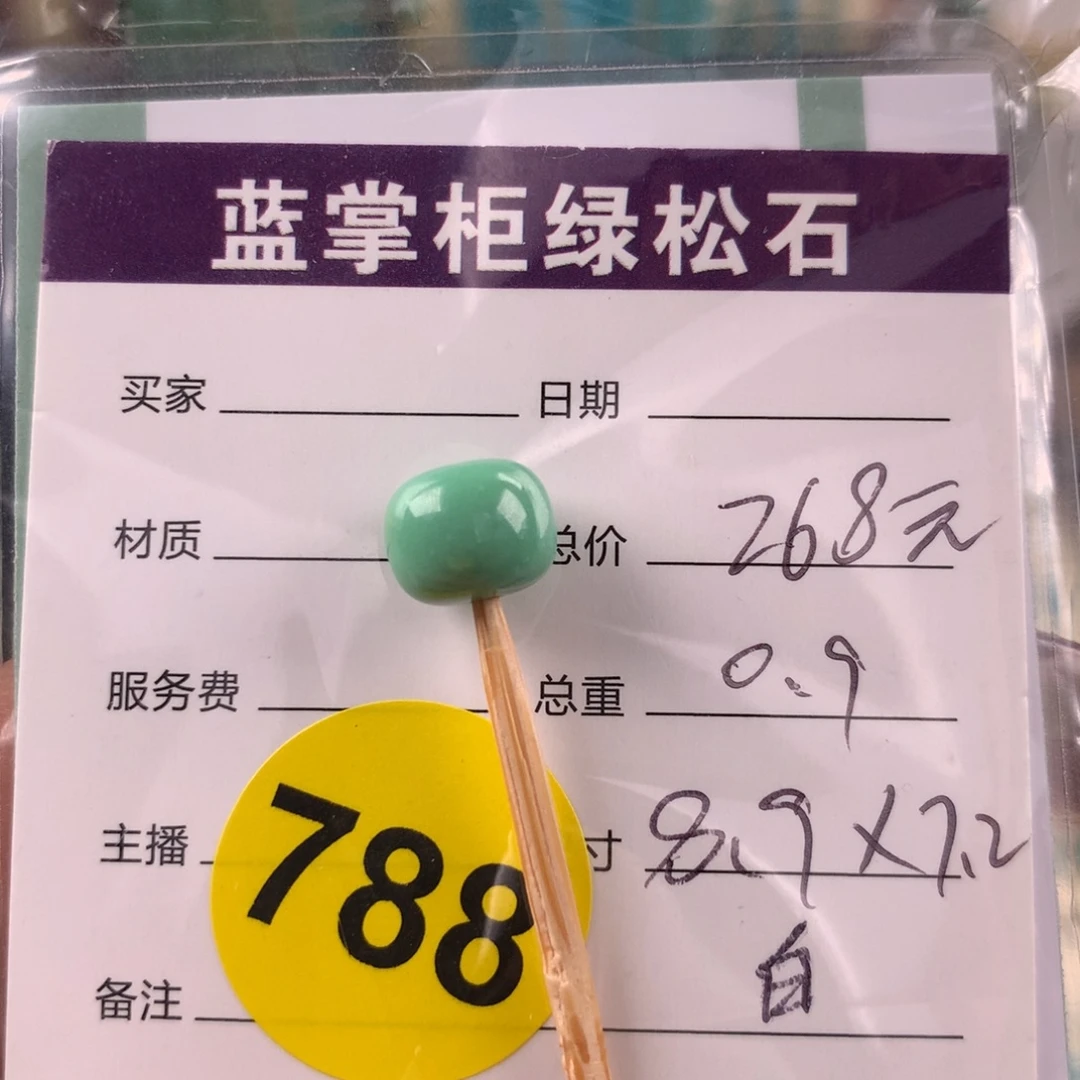 蓝掌柜绿松石
买家 日期
材质 总价 268元
服务费 总重 0.9
主播 寸 8.9×7.2
备注 白
788